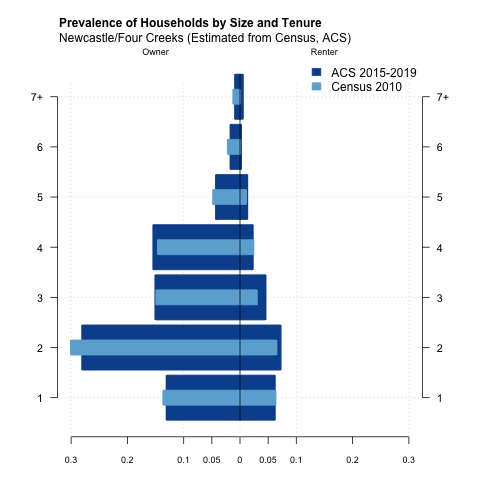 Prevalence of Households by Size and Tenure
Newcastle/Four Creeks (Estimated from Census, ACS)
Owner Renter
ACS 2015-2019
Census 2010
7+ 7+
6 6
5 5
4 4
3 3
2 2
1 1
0.3 0.2 0.1 0.05 0 0.05 0.1 0.2 0.3